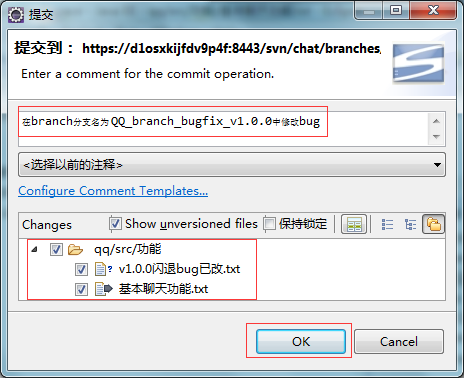 提交
提交到： https://d1osxkijfdv9p4f:8443/svn/chat/branches
Enter a comment for the commit operation.
在branch分支名为QQ_branch_bugfix_v1.0.0中修改bug
<选择以前的注释>
Configure Comment Templates...
Changes Show unversioned files 保持锁定
qq/src/功能
v1.0.0闪退bug已改.txt
基本聊天功能.txt
OK Cancel